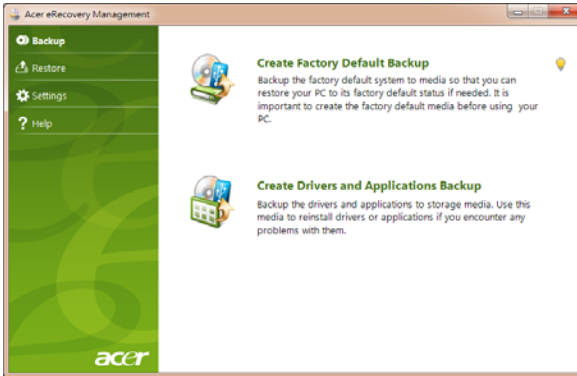 Acer eRecovery Management
Backup
Restore
Settings
Help
Create Factory Default Backup
Backup the factory default system to media so that you can
restore your PC to its factory default status if needed. It is
important to create the factory default media before using your
PC.
Create Drivers and Applications Backup
Backup the drivers and applications to storage media. Use this
media to reinstall drivers or applications if you encounter any
problems with them.
acer